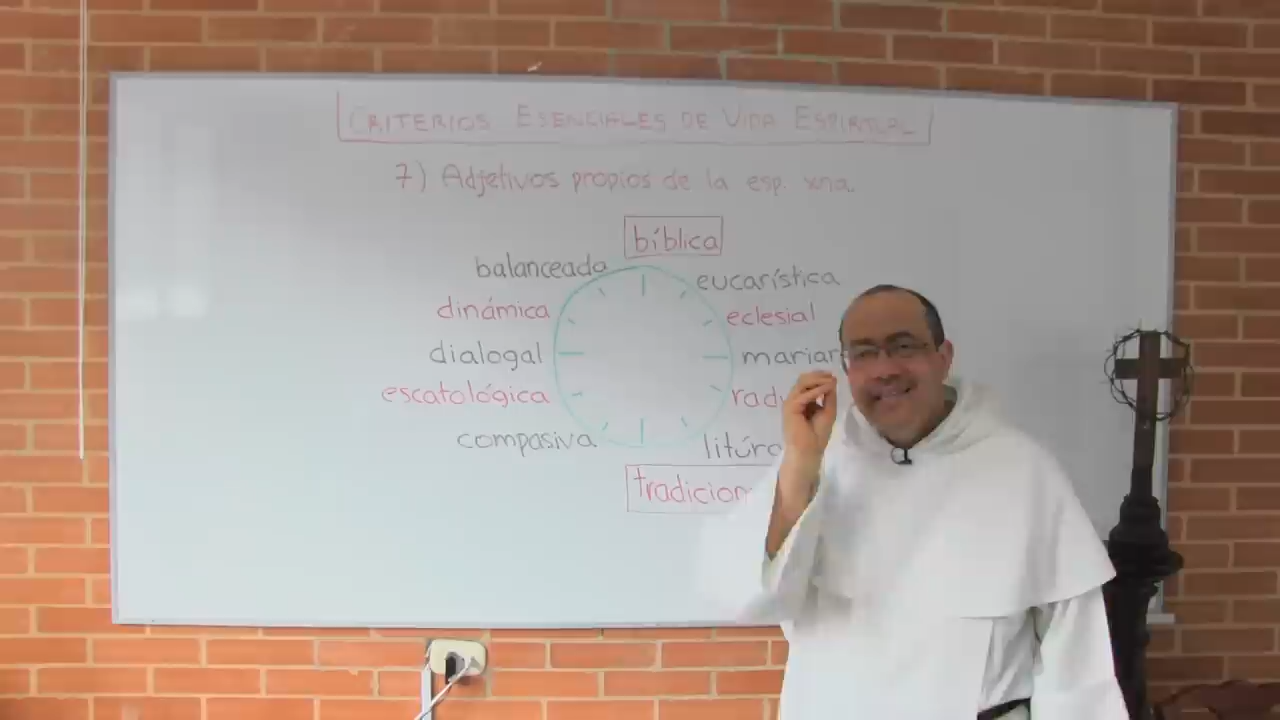 CRITERIOS ESENCIALES DE VIDA ESPIRITUAL
7) Adjetivos propios de la esp. xna.
bíblica
balanceada eucarística
dinámica eclesial
dialogal
escatológica
compasiva